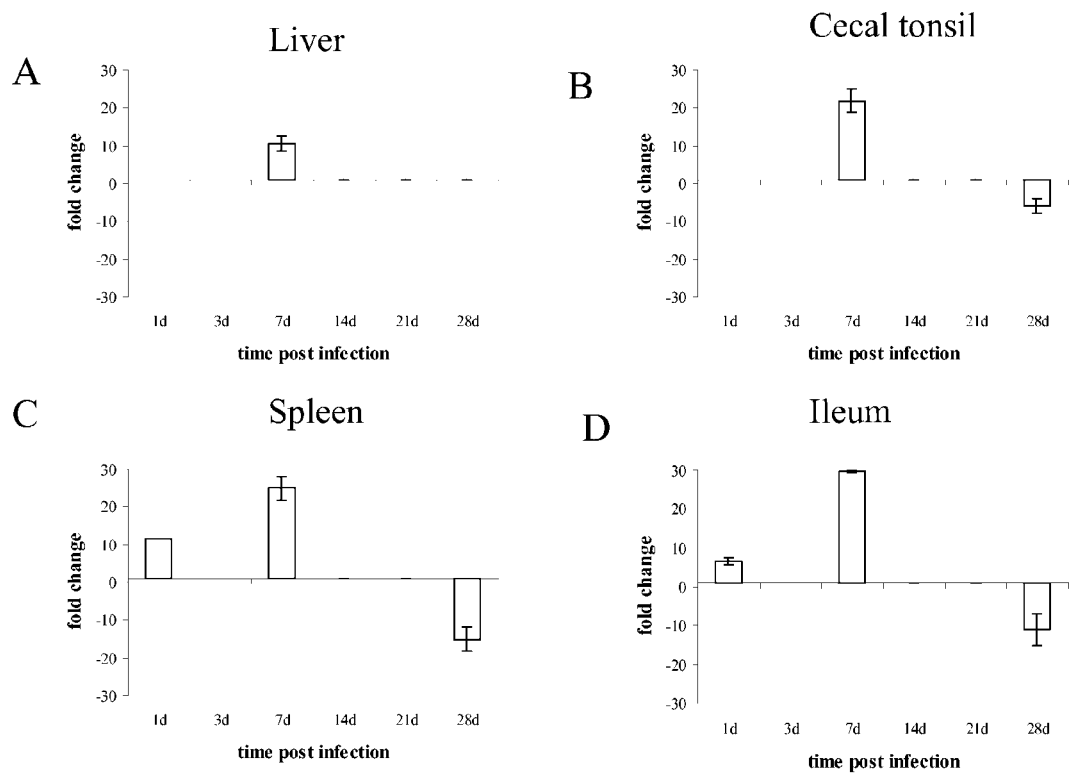 A
Liver
fold change
30
20
10
0
-10
-20
-30
1d 3d 7d 14d 21d 28d
time post infection
B
Cecal tonsil
fold change
30
20
10
0
-10
-20
-30
1d 3d 7d 14d 21d 28d
time post infection
C
Spleen
fold change
30
20
10
0
-10
-20
-30
1d 3d 7d 14d 21d 28d
time post infection
D
Ileum
fold change
30
20
10
0
-10
-20
-30
1d 3d 7d 14d 21d 28d
time post infection